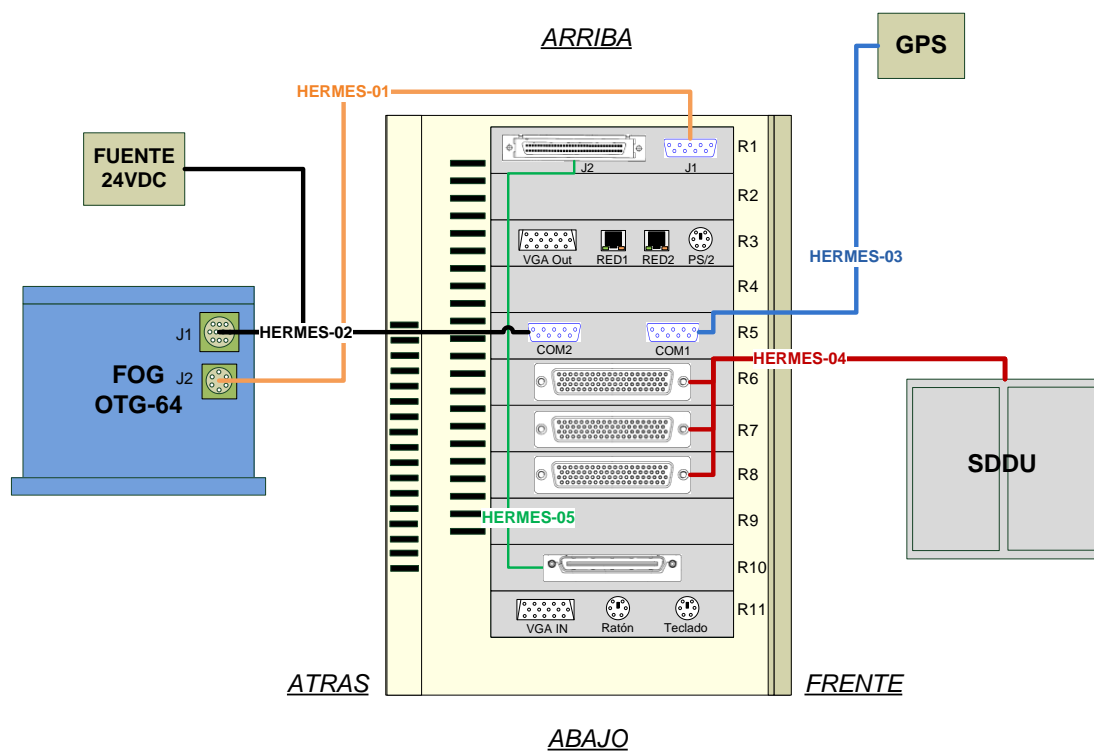 ARRIBA
GPS
HERMES-01
FUENTE
24VDC
J2
J1
R1
R2
VGA Out
RED1
RED2
PS/2
R3
HERMES-03
R4
J1
HERMES-02
COM2
COM1
R5
HERMES-04
J2
FOG
OTG-64
R6
R7
SDDU
R8
HERMES-05
R9
R10
VGA IN
Ratón
Teclado
R11
ATRAS
FRENTE
ABAJO